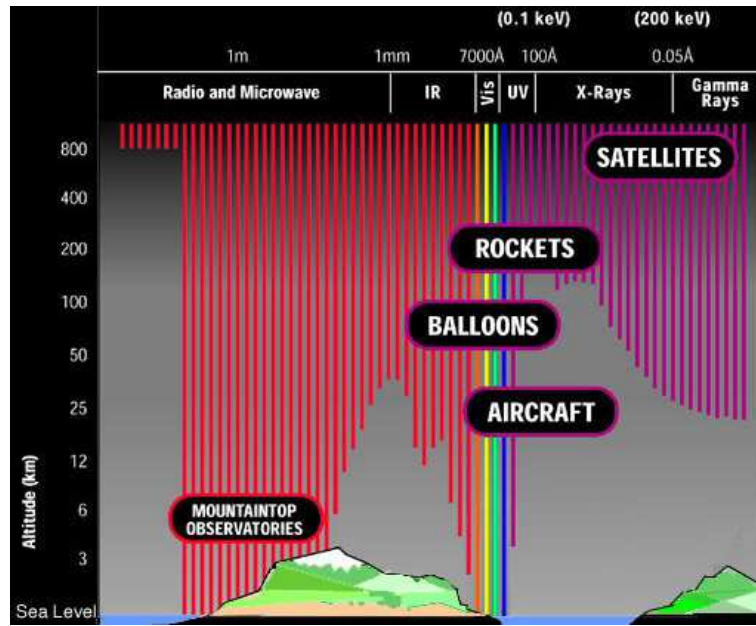 (0.1 keV) (200 keV)
1m 1mm 7000Å 100Å 0.05Å
Radio and Microwave IR Vis UV X-Rays Gamma Rays
800
SATELLITES
400
200
ROCKETS
100
BALLOONS
50
25
AIRCRAFT
12
6
MOUNTAINTOP
OBSERVATORIES
3
Altitude (km)
Sea Level